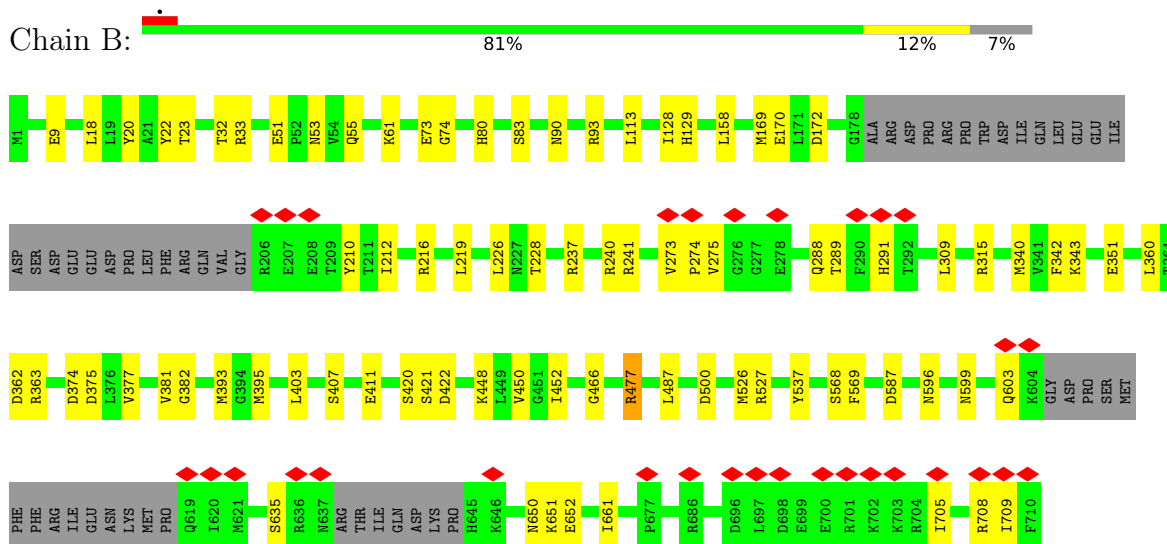 Chain B:
81% 12% 7%
M1 E9 L18 L19 Y20 A21 Y22 T23 T32 R33 E51 P52 N53 V54 Q55 K61 E73 G74 H80 S83 N90 R93 L113 I128 H129 L158 M169 E170 L171 D172 G178 ALA ARG ASP PRO ARG PRO TRP ASP ILE GLN LEU GLU GLU ILE
ASP SER ASP GLU GLU ASP PRO LEU PHE ARG GLN VAL GLY R206 E207 E208 T209 Y210 T211 I212 R216 L219 L226 N227 T228 R237 R240 R241 V273 P274 V275 G276 G277 E278 Q288 T289 F290 H291 T292 L309 R315 M340 V341 F342 K343 E351 L360
D362 R363 D374 D375 L376 V377 V381 G382 M393 G394 M395 L403 S407 E411 S420 S421 D422 K448 L449 V450 G451 I452 G466 R477 L487 D500 M526 R527 Y537 S568 F569 D587 N596 N599 Q603 K604 GLY ASP PRO SER MET
PHE PHE ARG ILE GLU ASN LYS MET PRO Q619 I620 M621 S635 R636 N637 ARG THR ILE GLN ASP LYS PRO H645 K646 N650 K651 E652 I661 P677 R686 D696 L697 D698 E699 E700 R701 K702 K703 R704 I705 R708 I709 F710